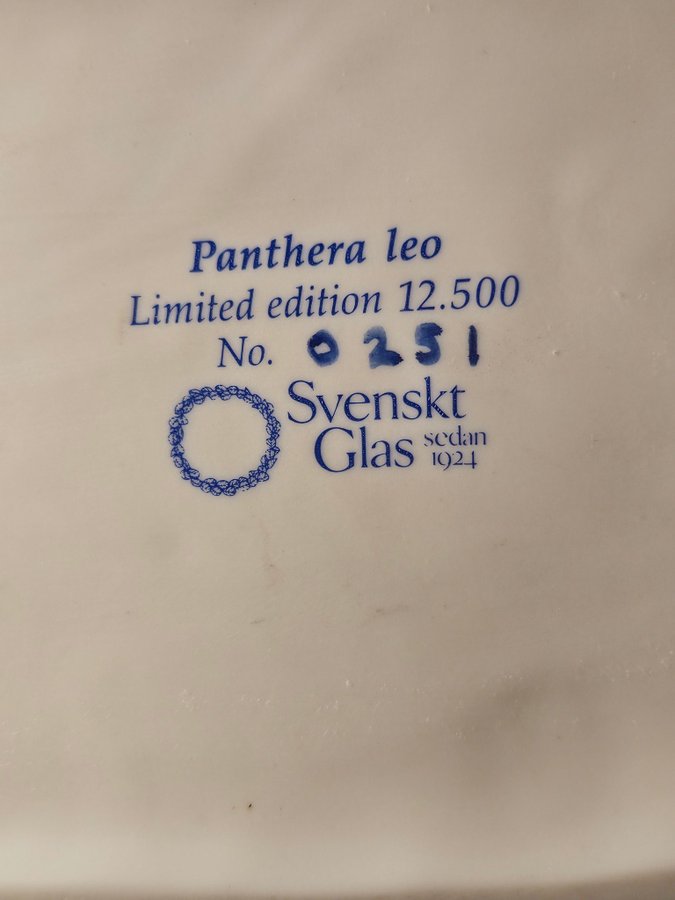 Panthera leo
Limited edition 12.500
No. 0251
Svenskt
Glas sedan
1924